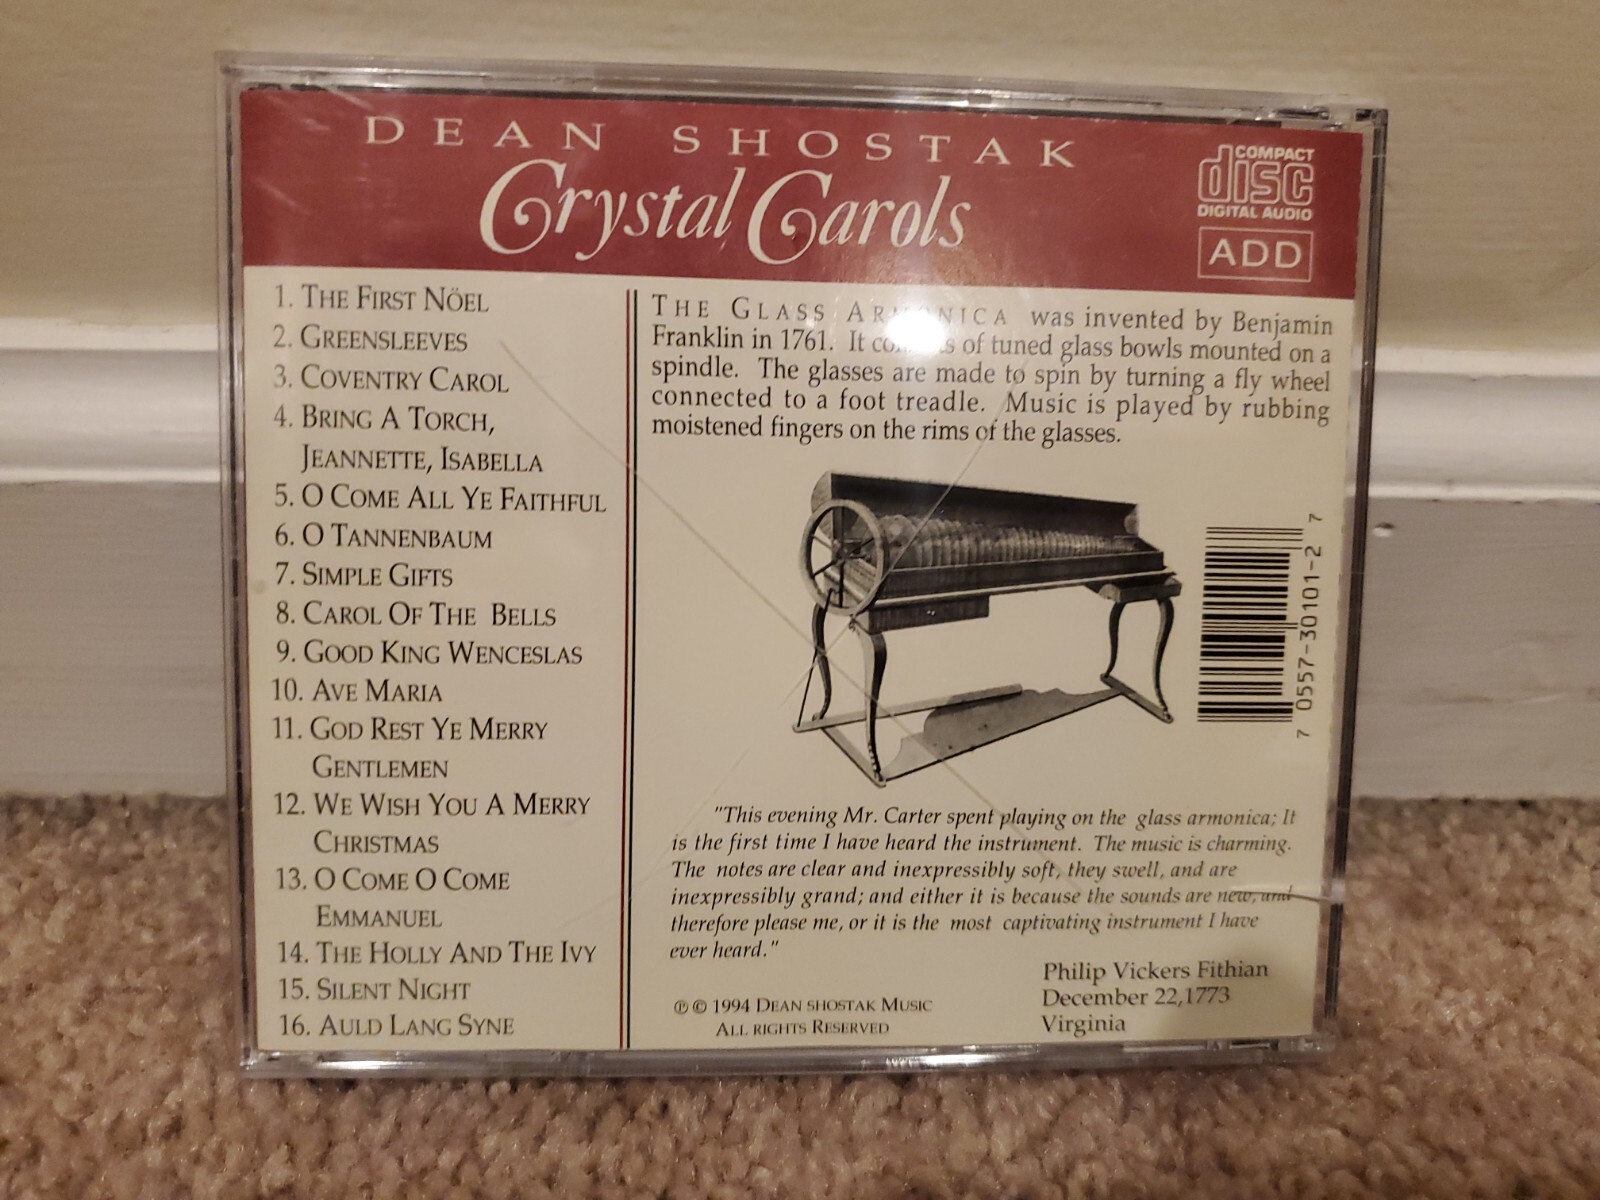 DEAN SHOSTAK
Crystal Carols
COMPACT
disc
DIGITAL AUDIO
ADD
1. THE FIRST NÖEL
2. GREENSLEEVES
3. COVENTRY CAROL
4. BRING A TORCH,
JEANNETTE, ISABELLA
5. O COME ALL YE FAITHFUL
6. O TANNENBAUM
7. SIMPLE GIFTS
8. CAROL OF THE BELLS
9. GOOD KING WENCESLAS
10. AVE MARIA
11. GOD REST YE MERRY
GENTLEMEN
12. WE WISH YOU A MERRY
CHRISTMAS
13. O COME O COME
EMMANUEL
14. THE HOLLY AND THE IVY
15. SILENT NIGHT
16. AULD LANG SYNE
THE GLASS ARMONICA was invented by Benjamin
Franklin in 1761. It of tuned glass bowls mounted on a
spindle. The glasses are made to spin by turning a fly wheel
connected to a foot treadle. Music is played by rubbing
moistened fingers on the rims of the glasses.
7 0557-30101-2 7
"This evening Mr. Carter spent playing on the glass armonica; It
is the first time I have heard the instrument. The music is charming.
The notes are clear and inexpressibly soft, they swell, and are
inexpressibly grand; and either it is because the sounds are new, and
therefore please me, or it is the most captivating instrument I have
ever heard."
Philip Vickers Fithian
December 22,1773
Virginia
℗ © 1994 DEAN SHOSTAK MUSIC
ALL RIGHTS RESERVED